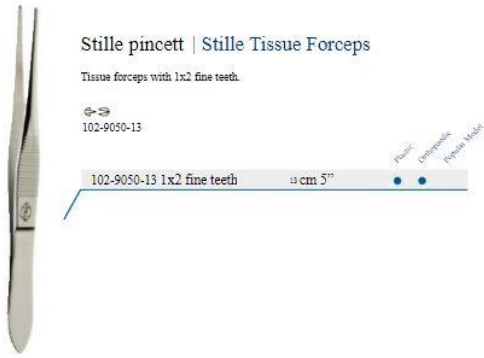 Stille pincett | Stille Tissue Forceps
Tissue forceps with 1x2 fine teeth.
102-9050-13
Plastic Orthopaedic Popular Model
102-9050-13 1x2 fine teeth 13 cm 5”